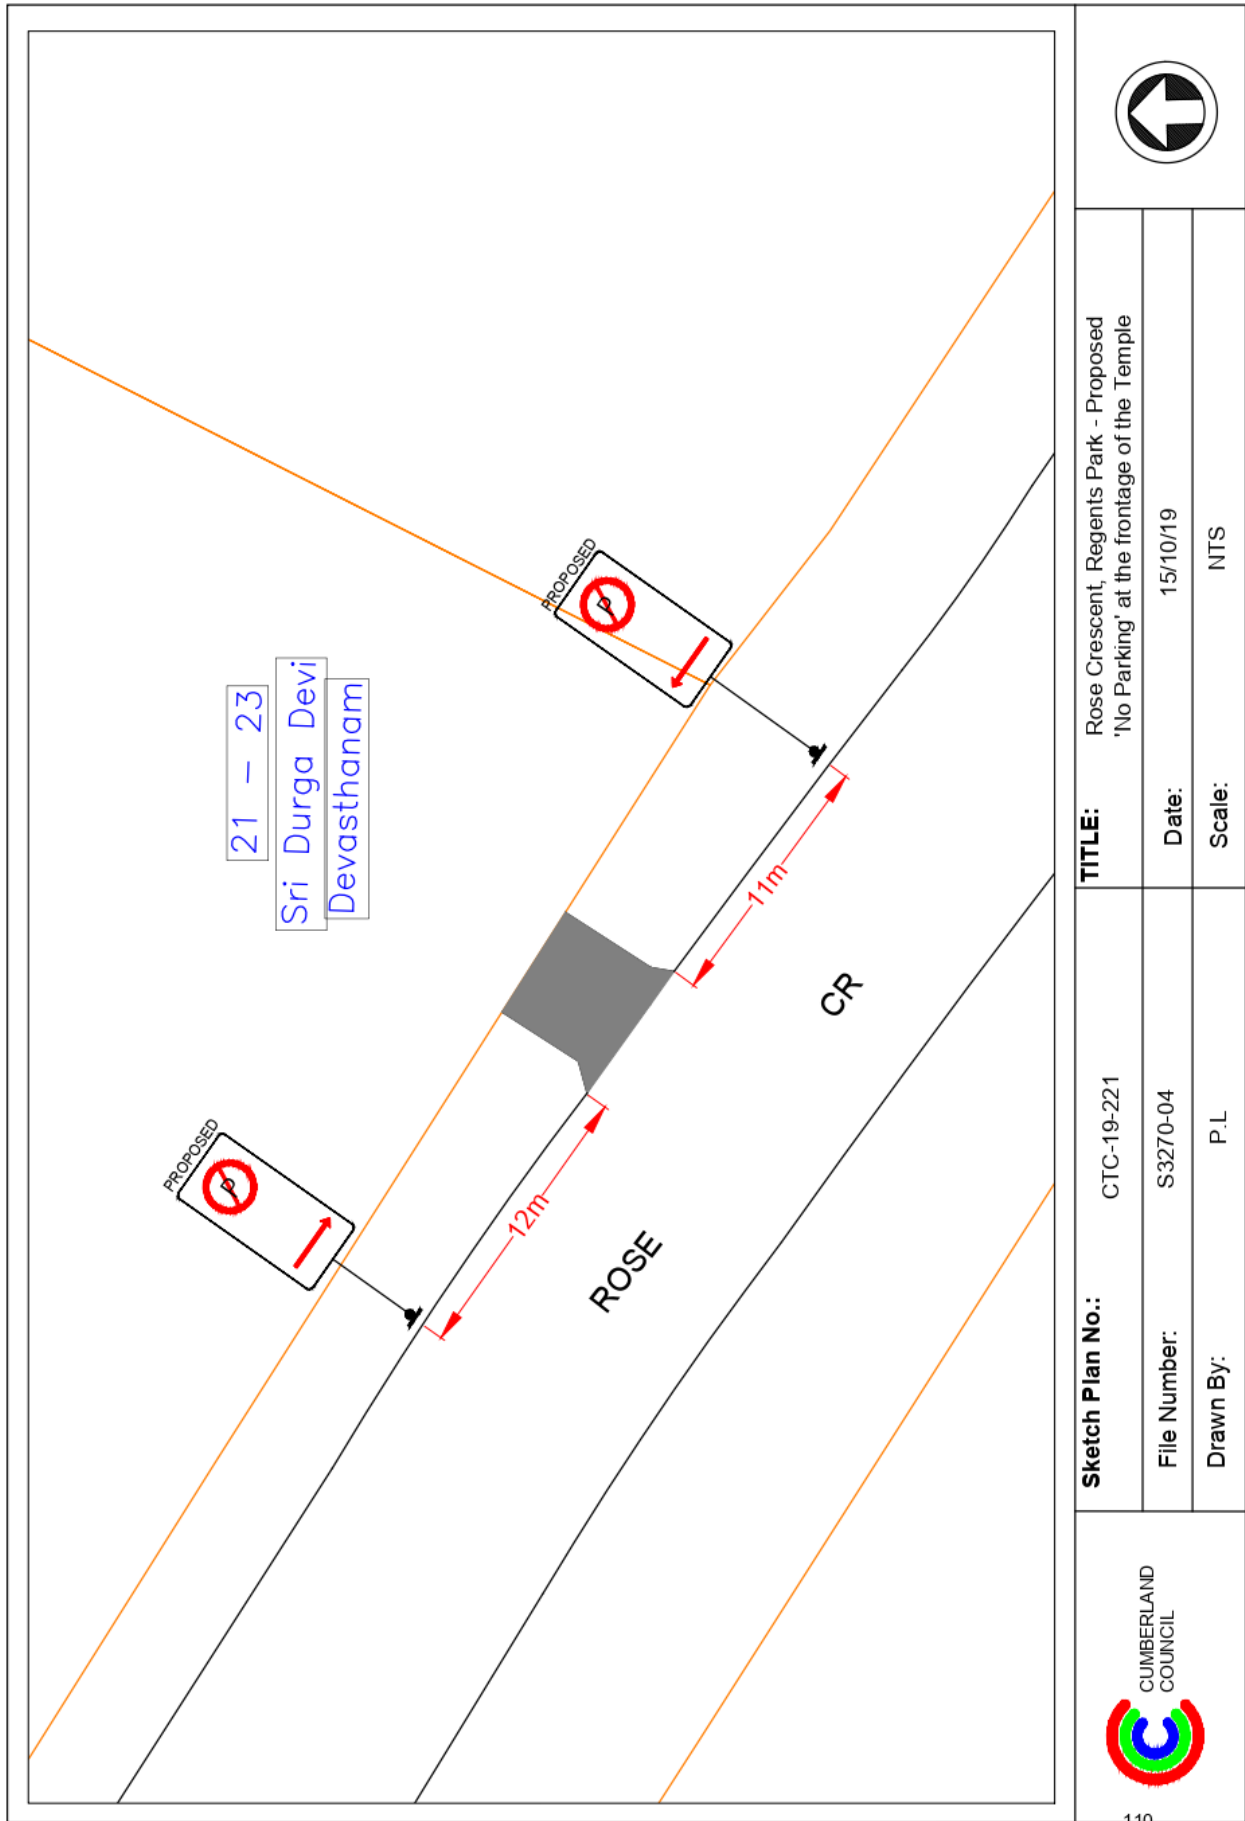 21 - 23
Sri Durga Devi
Devasthanam
PROPOSED
P
PROPOSED
P
12m
11m
ROSE
CR
CUMBERLAND
COUNCIL
Sketch Plan No.: CTC-19-221
File Number: S3270-04
Drawn By: P.L
TITLE: Rose Crescent, Regents Park - Proposed
'No Parking' at the frontage of the Temple
Date: 15/10/19
Scale: NTS